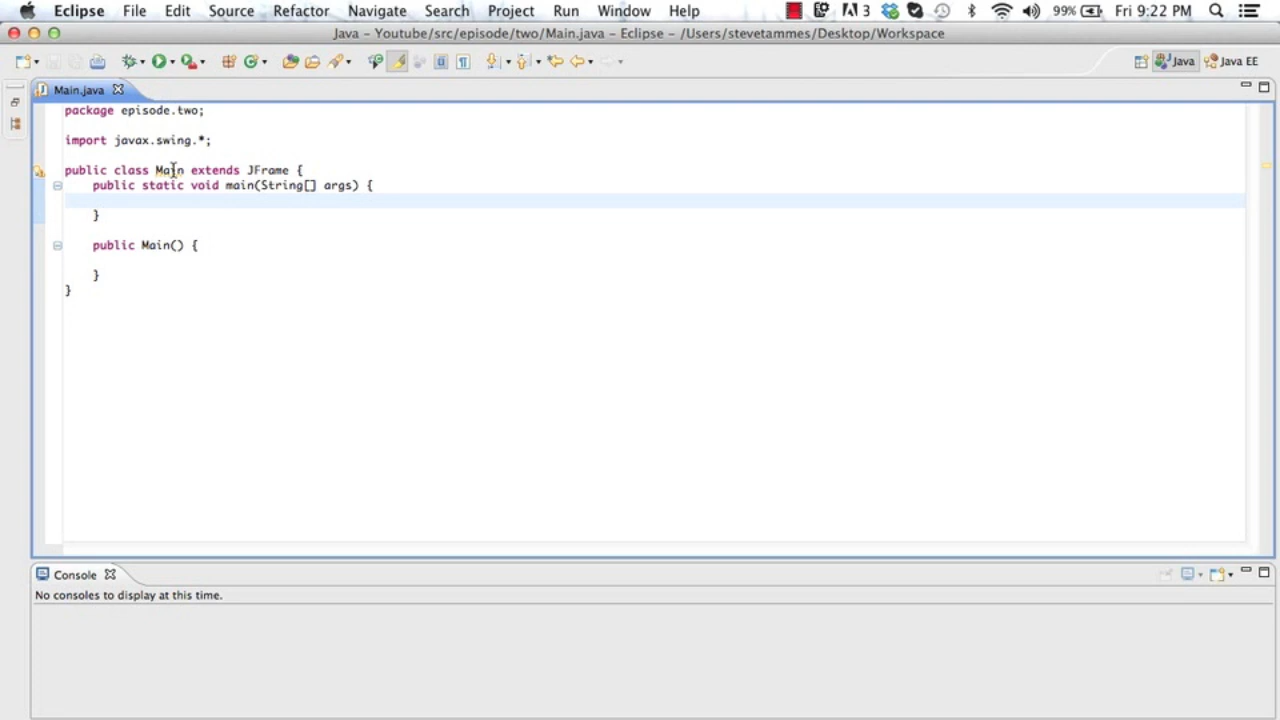 Eclipse File Edit Source Refactor Navigate Search Project Run Window Help 3 99% Fri 9:22 PM
Java – Youtube/src/episode/two/Main.java – Eclipse – /Users/stevetammes/Desktop/Workspace
Java Java EE
Main.java
package episode.two;
import javax.swing.*;
public class Main extends JFrame {
public static void main(String[] args) {
}
public Main() {
}
}
Console
No consoles to display at this time.